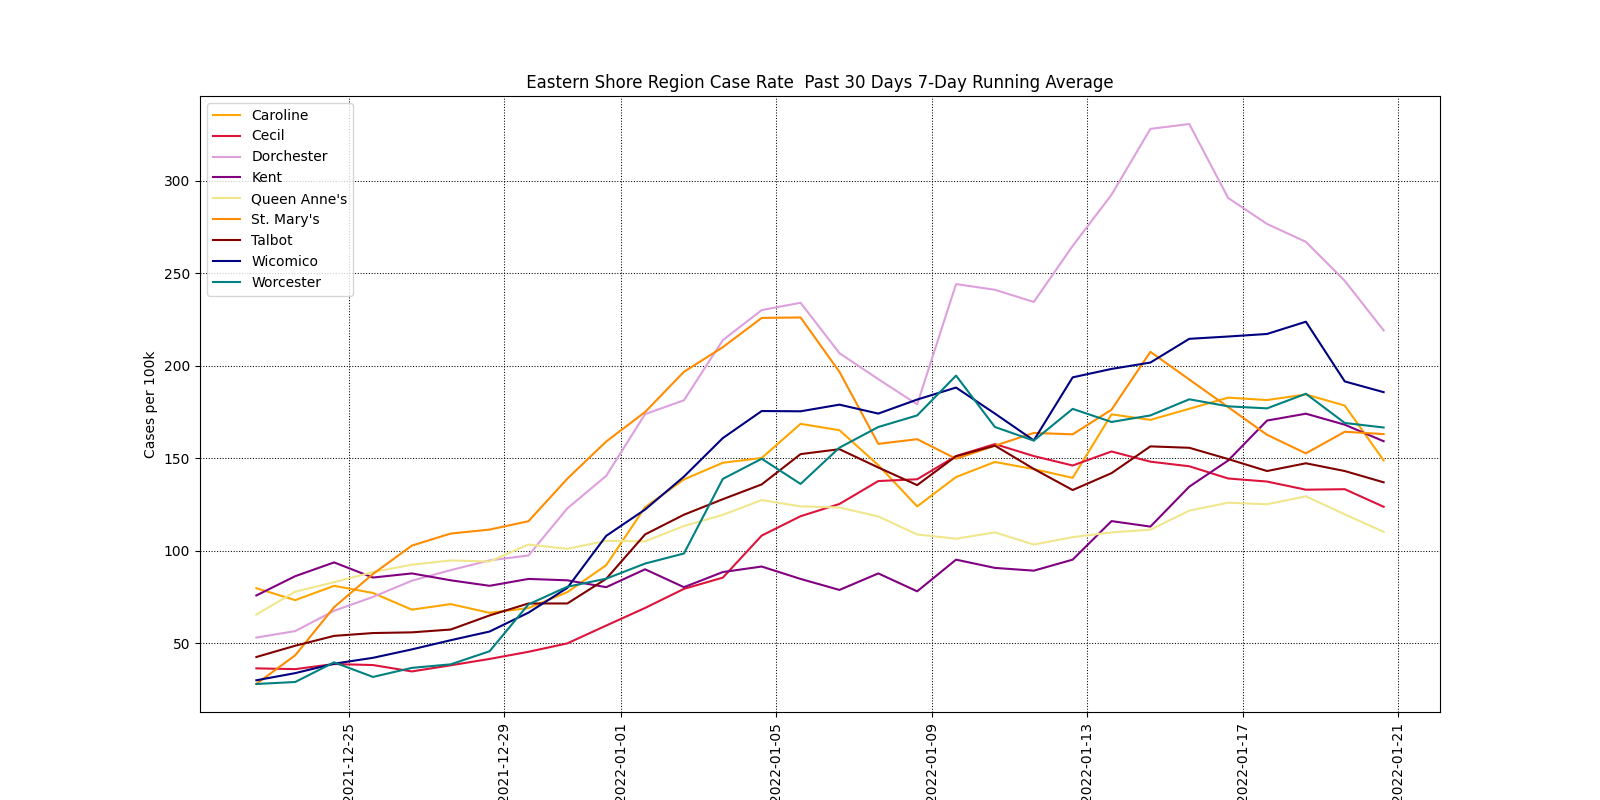 Eastern Shore Region Case Rate  Past 30 Days 7-Day Running Average
Caroline
Cecil
Dorchester
Kent
Queen Anne's
St. Mary's
Talbot
Wicomico
Worcester
Cases per 100k
300
250
200
150
100
50
2021-12-25
2021-12-29
2022-01-01
2022-01-05
2022-01-09
2022-01-13
2022-01-17
2022-01-21